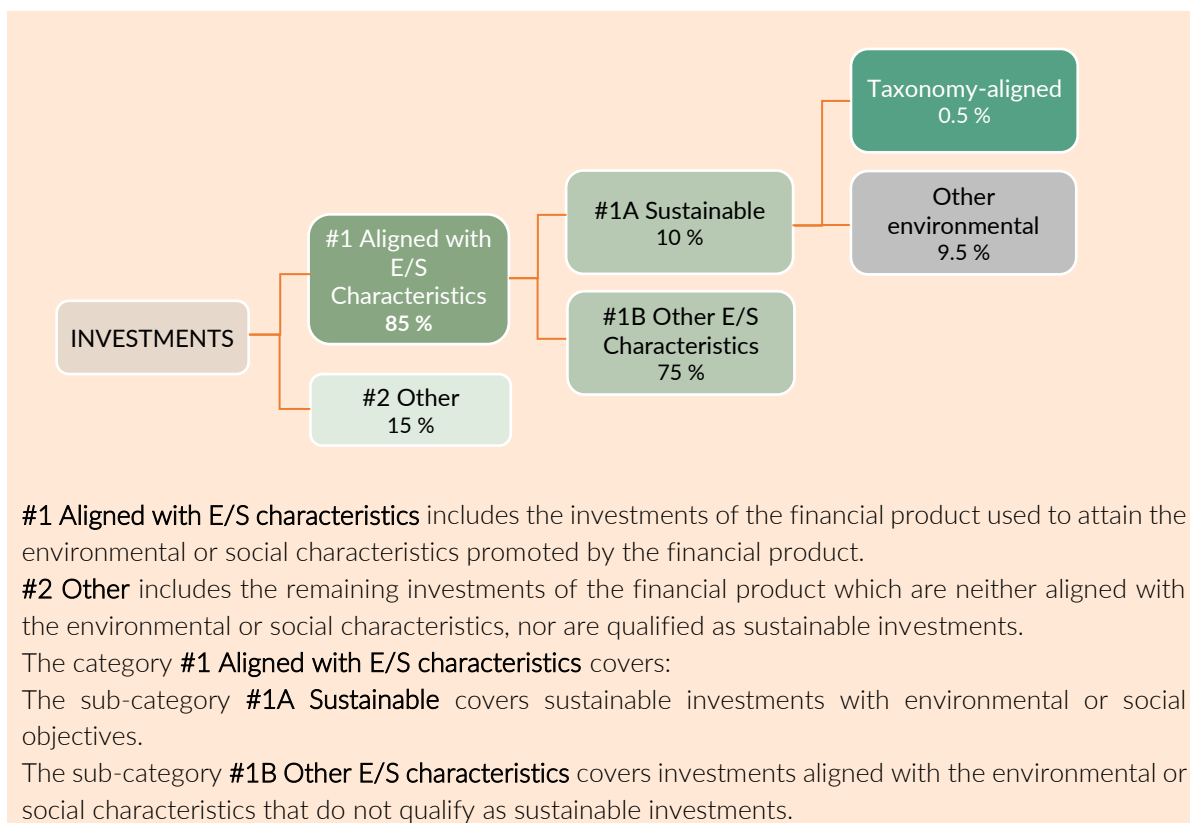 INVESTMENTS
#1 Aligned with
E/S
Characteristics
85 %
#2 Other
15 %
#1A Sustainable
10 %
#1B Other E/S
Characteristics
75 %
Taxonomy-aligned
0.5 %
Other
environmental
9.5 %
#1 Aligned with E/S characteristics includes the investments of the financial product used to attain the
environmental or social characteristics promoted by the financial product.
#2 Other includes the remaining investments of the financial product which are neither aligned with
the environmental or social characteristics, nor are qualified as sustainable investments.
The category #1 Aligned with E/S characteristics covers:
The sub-category #1A Sustainable covers sustainable investments with environmental or social
objectives.
The sub-category #1B Other E/S characteristics covers investments aligned with the environmental or
social characteristics that do not qualify as sustainable investments.